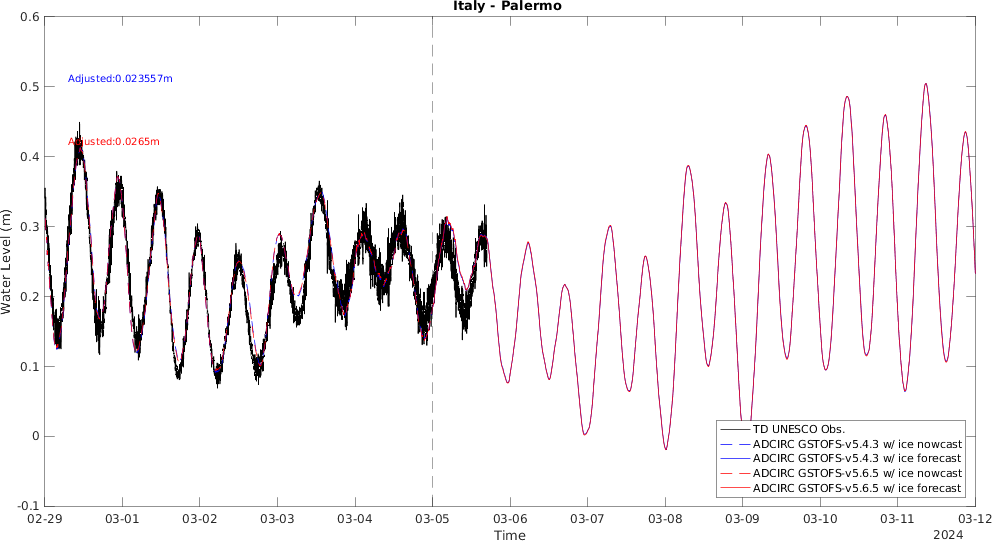 Italy - Palermo
0.6
0.5
0.4
0.3
0.2
0.1
0
-0.1
Water Level (m)
Adjusted:0.023557m
Adjusted:0.0265m
TD UNESCO Obs.
ADCIRC GSTOFS-v5.4.3 w/ ice nowcast
ADCIRC GSTOFS-v5.4.3 w/ ice forecast
ADCIRC GSTOFS-v5.6.5 w/ ice nowcast
ADCIRC GSTOFS-v5.6.5 w/ ice forecast
02-29 03-01 03-02 03-03 03-04 03-05 03-06 03-07 03-08 03-09 03-10 03-11 03-12
Time
2024